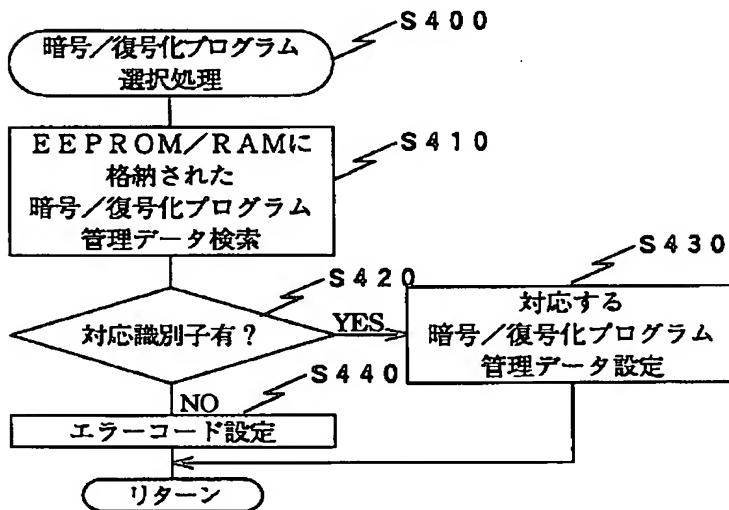 S400
暗号/復号化プログラム
選択処理
EEPROM/RAMに
格納された
暗号/復号化プログラム
管理データ検索
S410
S420
対応識別子有?
YES
S430
対応する
暗号/復号化プログラム
管理データ設定
NO
S440
エラーコード設定
リターン